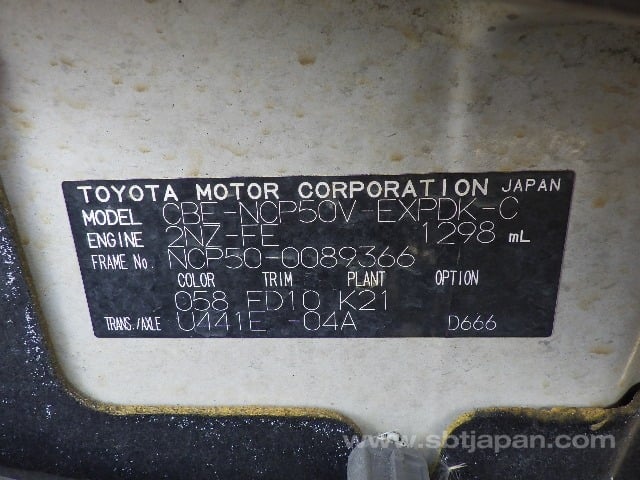 TOYOTA MOTOR CORPORATION JAPAN
MODEL CBE-NCP50V-EXPDK-C
ENGINE 2NZ-FE 1298 mL
FRAME No. NCP50-0089366
COLOR TRIM PLANT OPTION
058 FD10 K21
TRANS./AXLE U441E -04A D666
www.sbtjapan.com